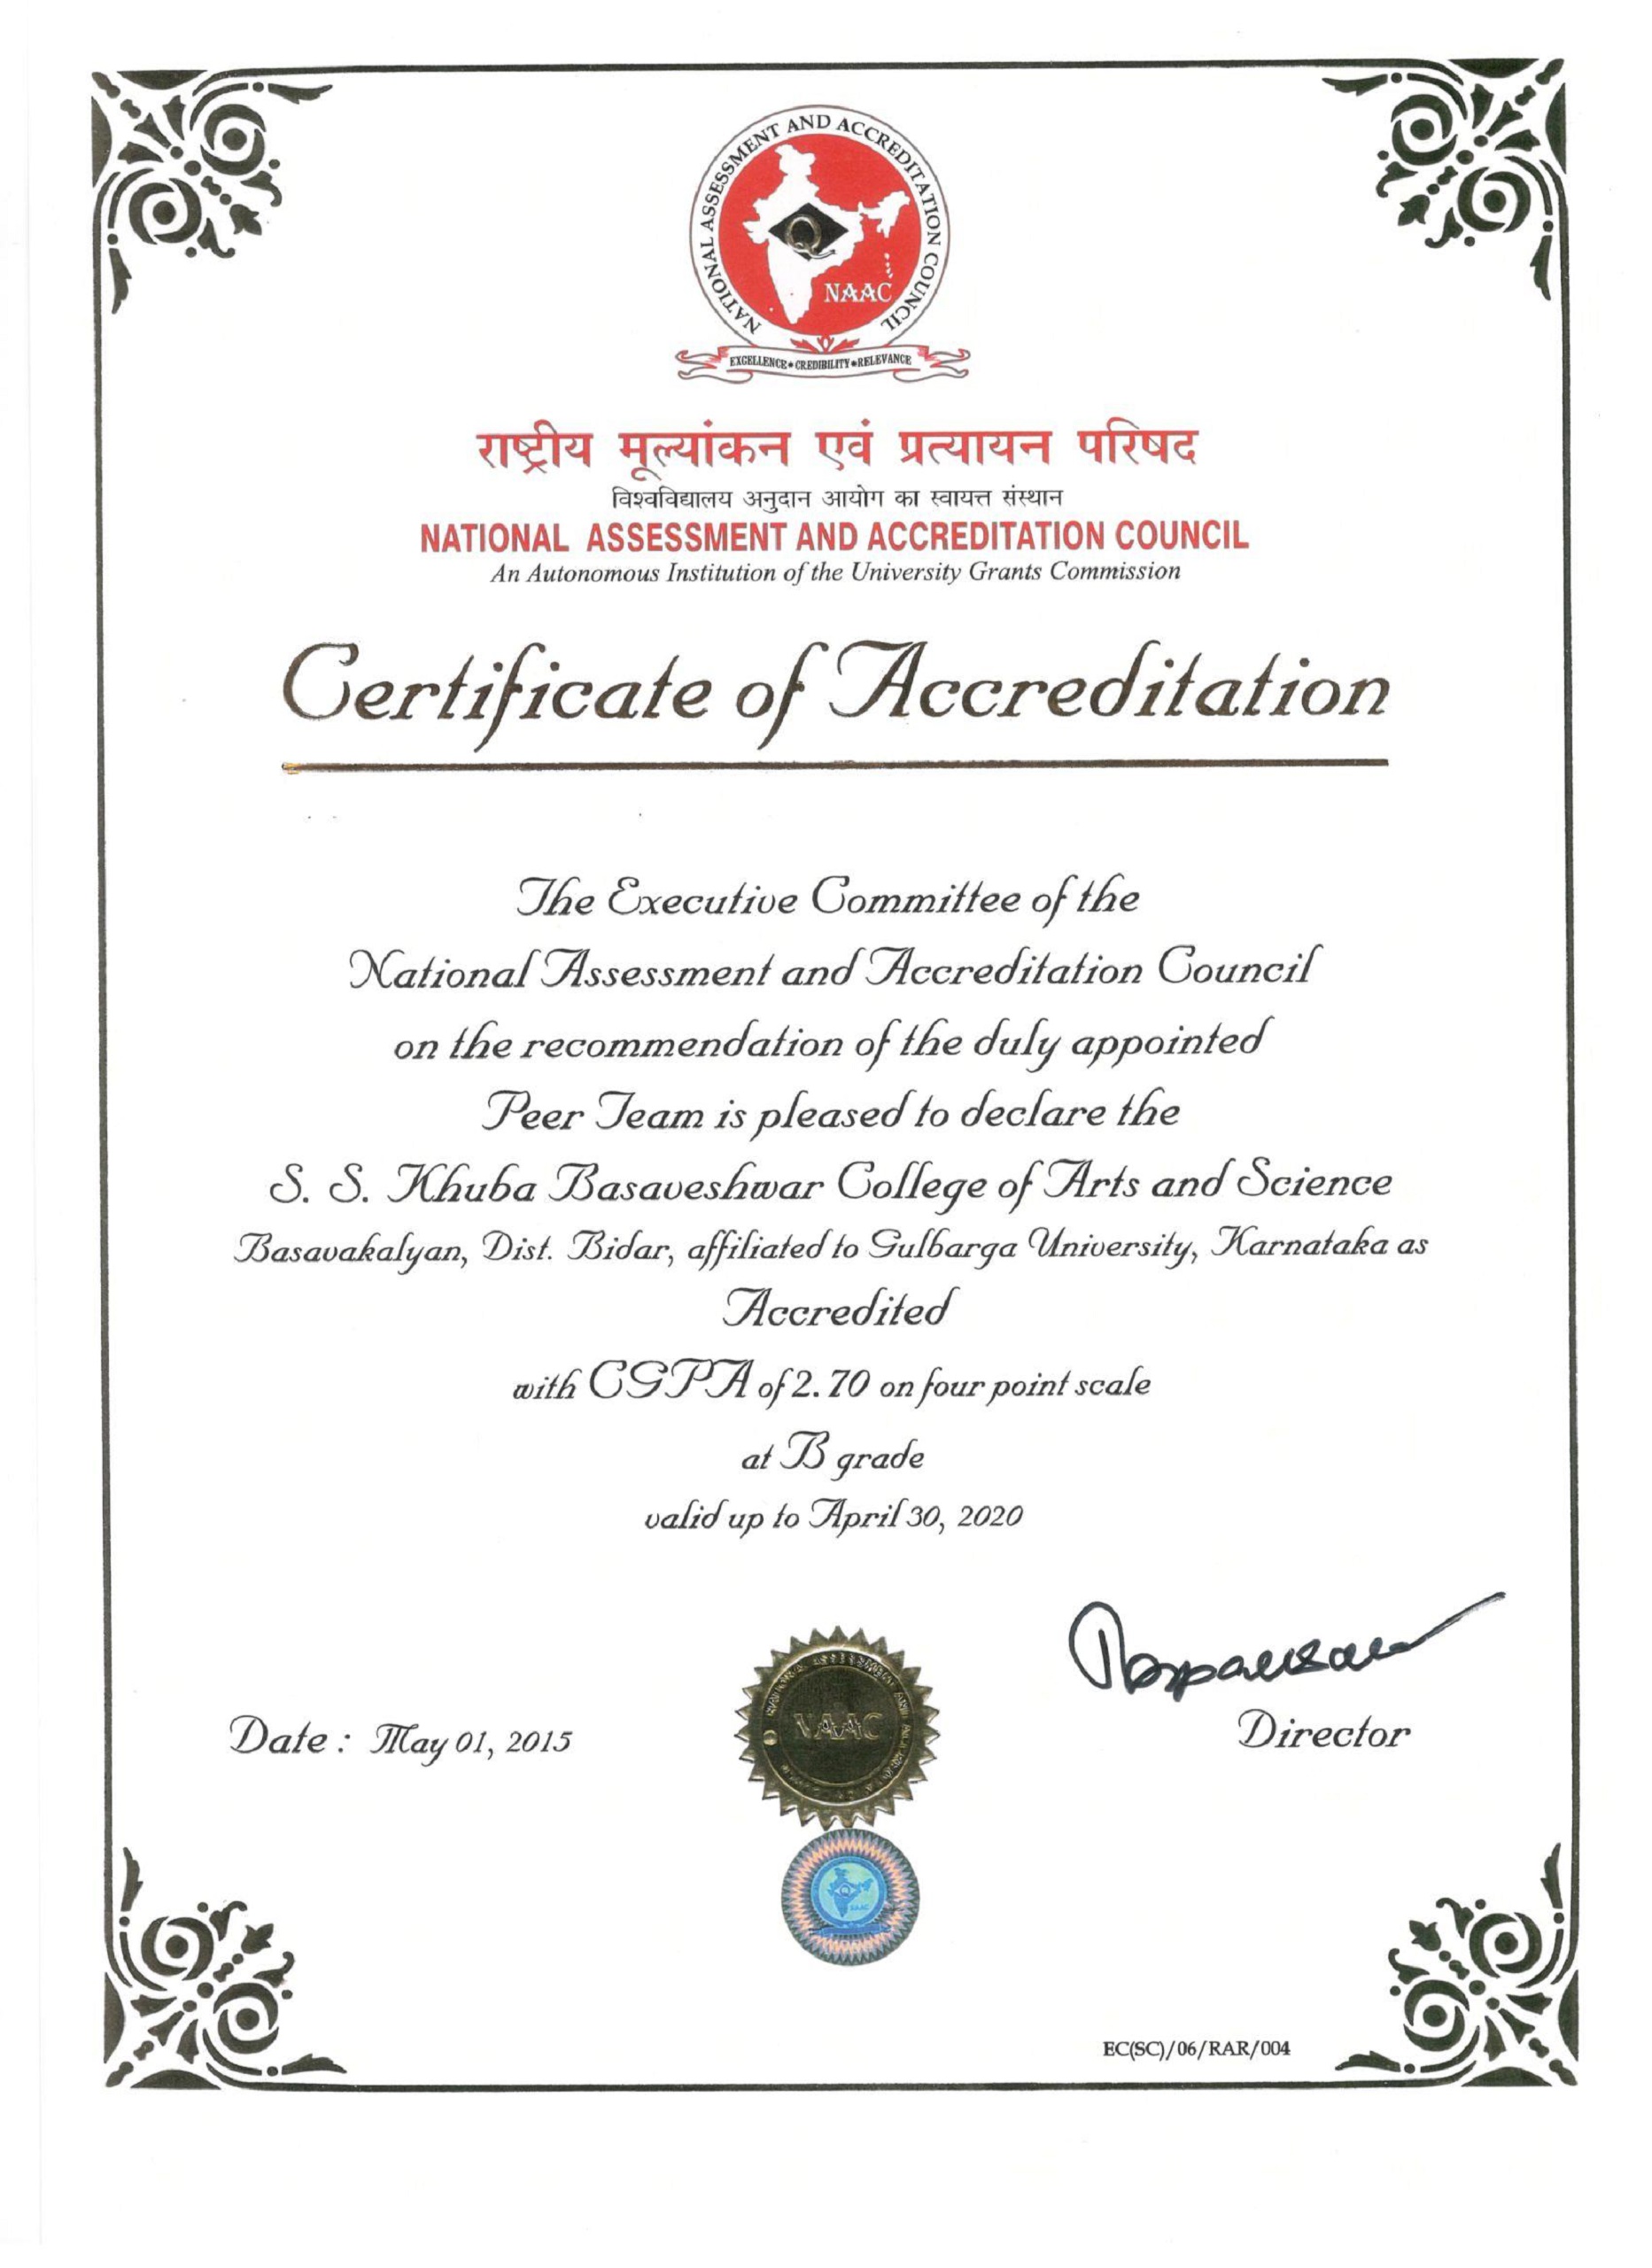 NATIONAL ASSESSMENT AND ACCREDITATION COUNCIL
NAAC
EXCELLENCE ★ CREDIBILITY ★ RELEVANCE
राष्ट्रीय मूल्यांकन एवं प्रत्यायन परिषद
विश्वविद्यालय अनुदान आयोग का स्वायत्त संस्थान
NATIONAL ASSESSMENT AND ACCREDITATION COUNCIL
An Autonomous Institution of the University Grants Commission
Certificate of Accreditation
The Executive Committee of the
National Assessment and Accreditation Council
on the recommendation of the duly appointed
Peer Team is pleased to declare the
S. S. Khuba Basaveshwar College of Arts and Science
Basavakalyan, Dist. Bidar, affiliated to Gulbarga University, Karnataka as
Accredited
with CGPA of 2.70 on four point scale
at B grade
valid up to April 30, 2020
Date : May 01, 2015
NAAC
Director
EC(SC)/06/RAR/004